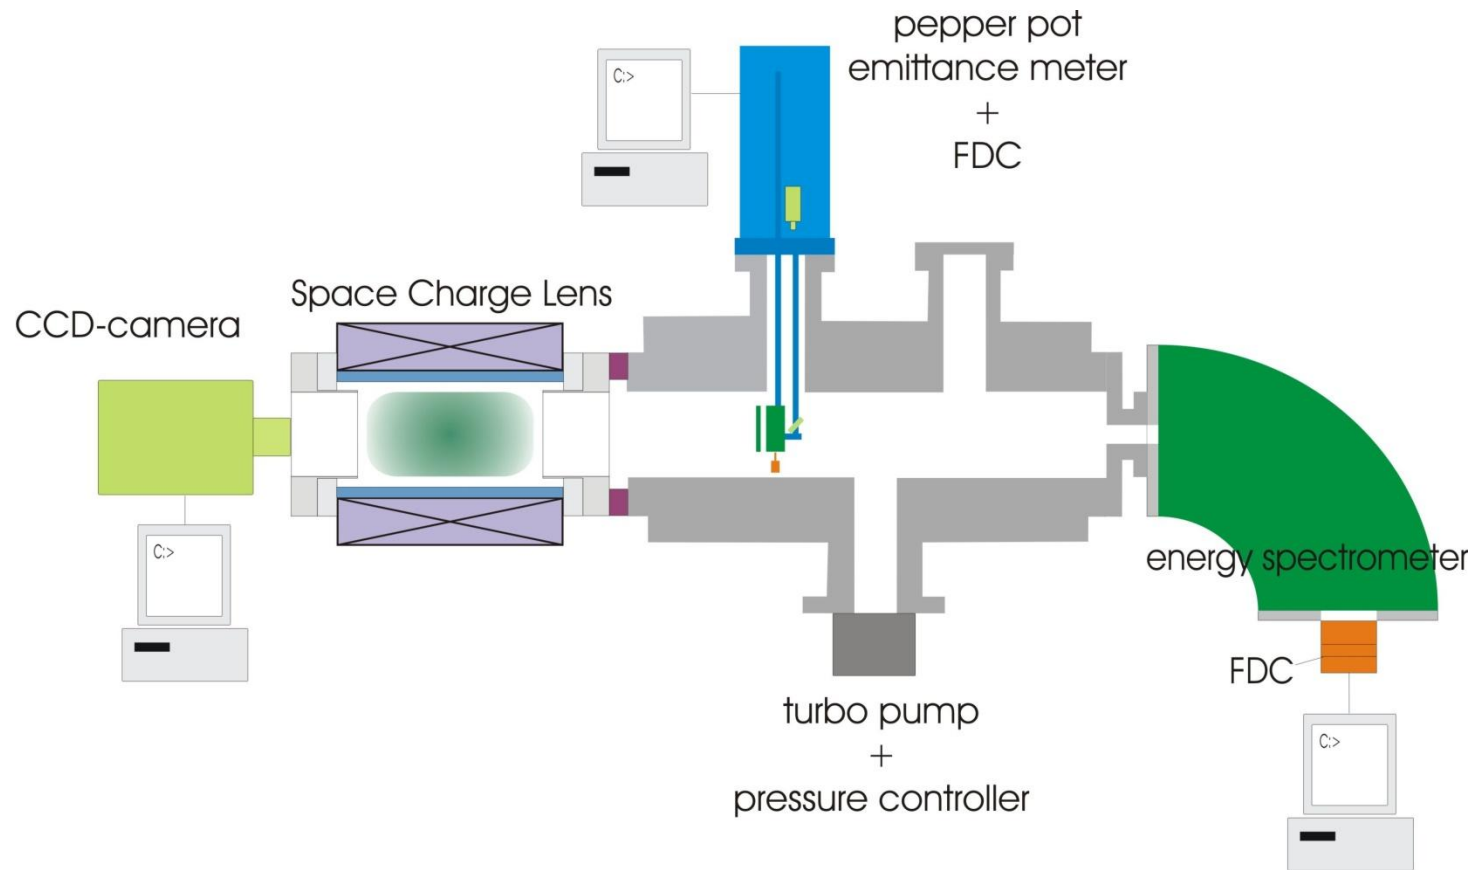 pepper pot
emittance meter
+
FDC
C:>
Space Charge Lens
CCD-camera
C:>
energy spectrometer
FDC
turbo pump
+
pressure controller
C:>